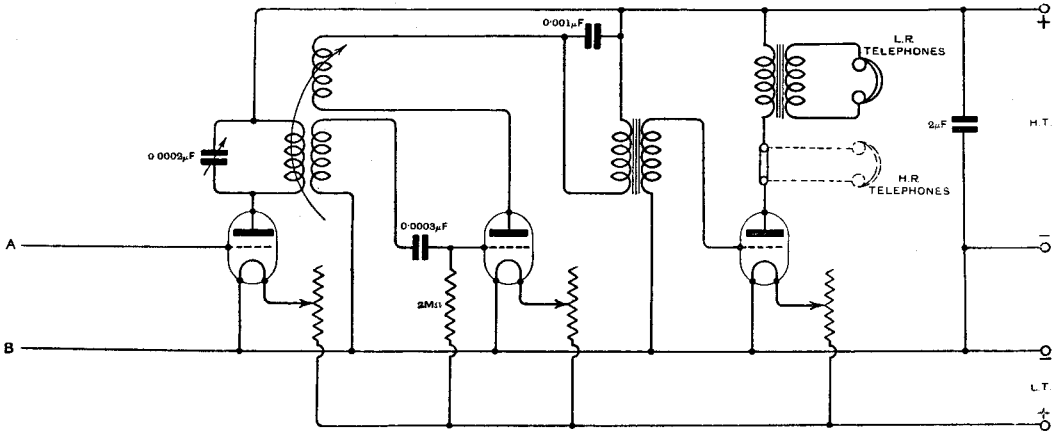 0·001µF
+
L.R.
TELEPHONES
0·0002µF
2µF
H.T.
H.R.
TELEPHONES
0·0003µF
A
−
2MΩ
B
−
L.T.
+